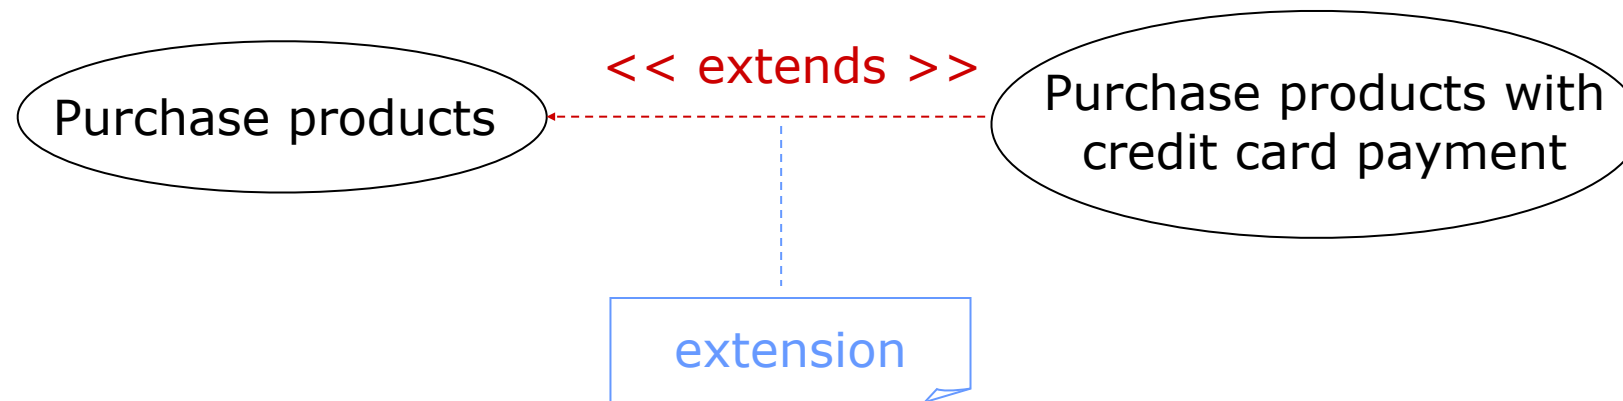 << extends >>
Purchase products
Purchase products with
credit card payment
extension